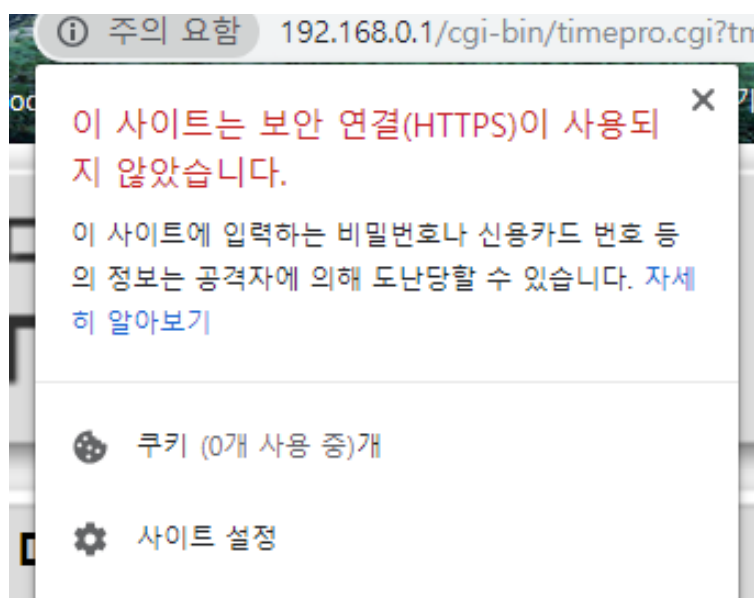 주의 요함 192.168.0.1/cgi-bin/timepro.cgi?tm
이 사이트는 보안 연결(HTTPS)이 사용되
지 않았습니다.
이 사이트에 입력하는 비밀번호나 신용카드 번호 등
의 정보는 공격자에 의해 도난당할 수 있습니다. 자세
히 알아보기
쿠키 (0개 사용 중)개
사이트 설정